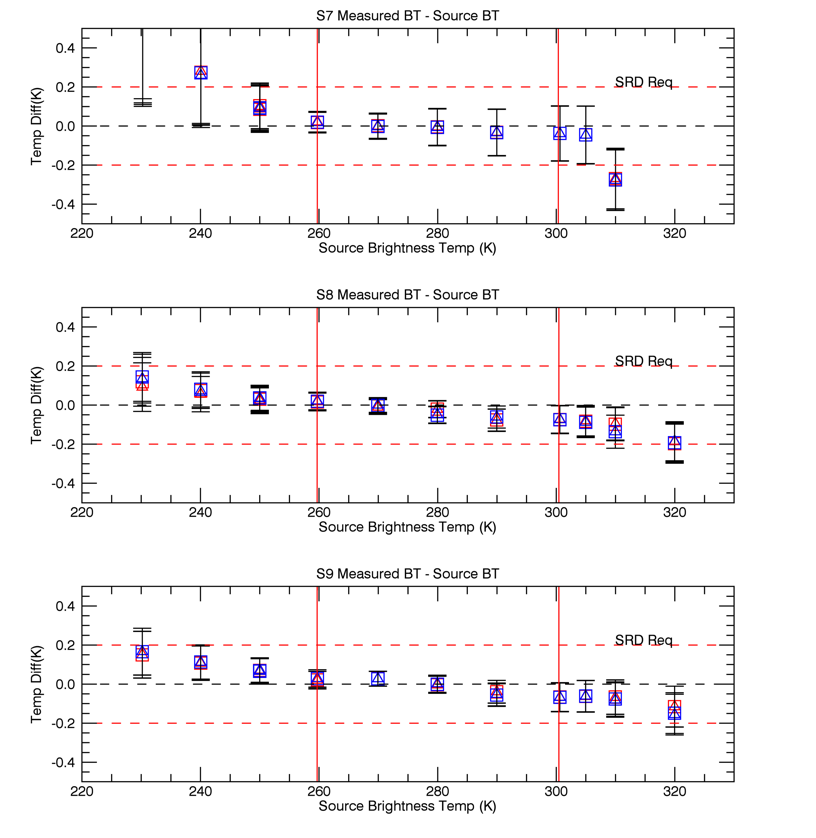 S7 Measured BT - Source BT
0.4
SRD Req
0.2
0.0
-0.2
-0.4
Temp Diff(K)
220 240 260 280 300 320
Source Brightness Temp (K)
S8 Measured BT - Source BT
0.4
SRD Req
0.2
0.0
-0.2
-0.4
Temp Diff(K)
220 240 260 280 300 320
Source Brightness Temp (K)
S9 Measured BT - Source BT
0.4
SRD Req
0.2
0.0
-0.2
-0.4
Temp Diff(K)
220 240 260 280 300 320
Source Brightness Temp (K)